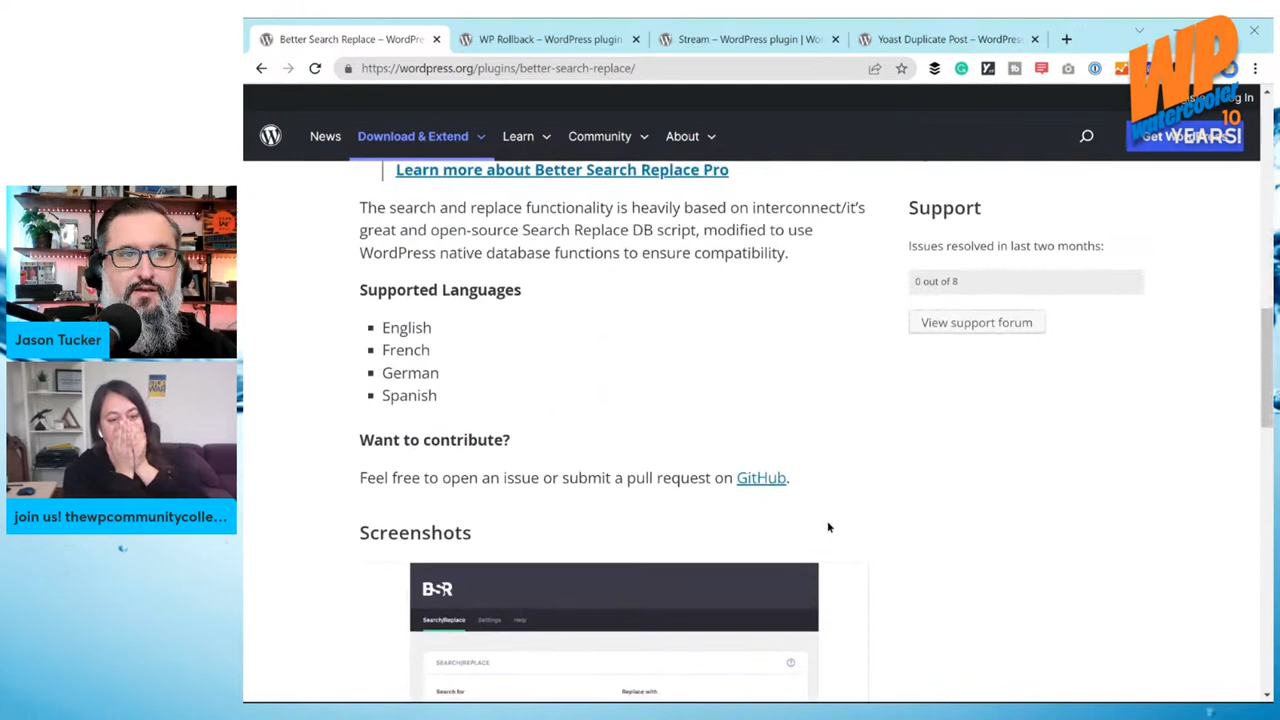 Better Search Replace – WordPre
WP Rollback – WordPress plugin
Stream – WordPress plugin | Wor
Yoast Duplicate Post – WordPress
https://wordpress.org/plugins/better-search-replace/
WP
watercooler
10
YEARS!
News
Download & Extend
Learn
Community
About
Log In
Get WordPress
Learn more about Better Search Replace Pro
The search and replace functionality is heavily based on interconnect/it's
great and open-source Search Replace DB script, modified to use
WordPress native database functions to ensure compatibility.
Supported Languages
English
French
German
Spanish
Want to contribute?
Feel free to open an issue or submit a pull request on GitHub.
Screenshots
BSR
Search/Replace
Settings
Help
SEARCH/REPLACE
Search for
Replace with
Support
Issues resolved in last two months:
0 out of 8
View support forum
Jason Tucker
join us! thewpcommunitycolle...